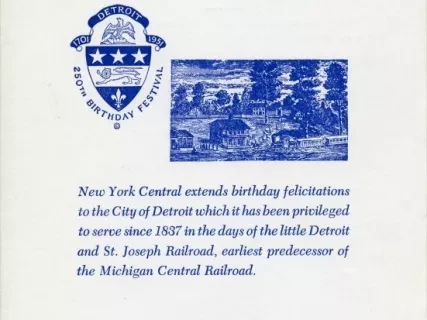 DETROIT
1701 1951
250TH BIRTHDAY FESTIVAL
©
New York Central extends birthday felicitations
to the City of Detroit which it has been privileged
to serve since 1837 in the days of the little Detroit
and St. Joseph Railroad, earliest predecessor of
the Michigan Central Railroad.